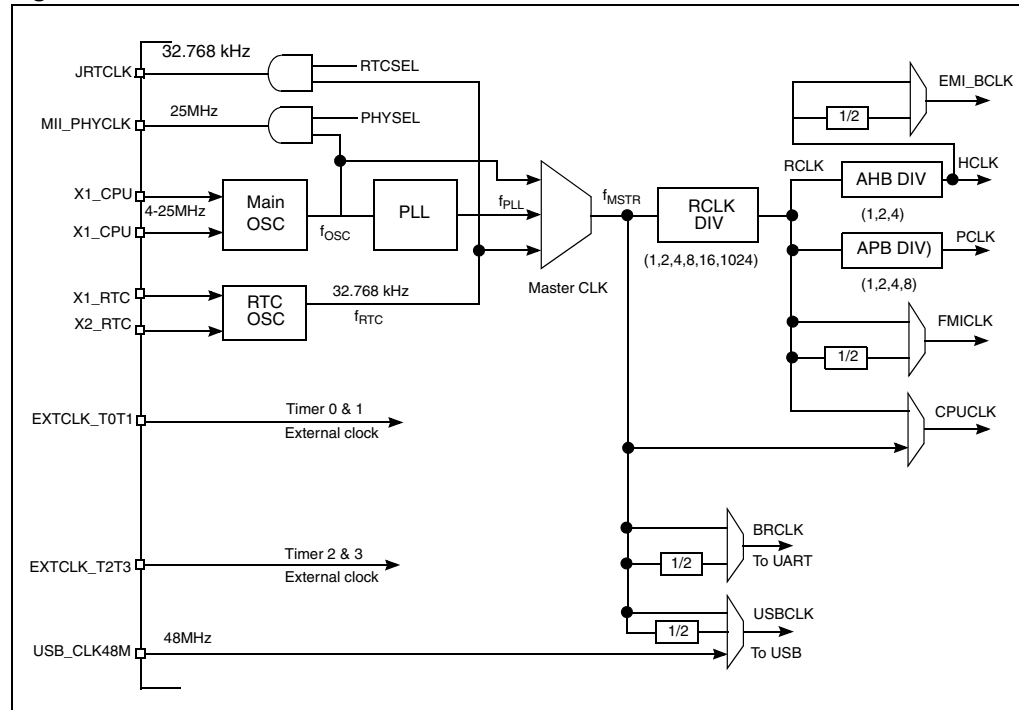 32.768 kHz
JRTCLK
RTCSEL
EMI_BCLK
25MHz
MII_PHYCLK
PHYSEL
1/2
RCLK
HCLK
X1_CPU
4-25MHz
X1_CPU
Main
OSC
fOSC
PLL
fPLL
fMSTR
RCLK
DIV
(1,2,4,8,16,1024)
AHB DIV
(1,2,4)
PCLK
APB DIV)
(1,2,4,8)
Master CLK
X1_RTC
X2_RTC
RTC
OSC
32.768 kHz
fRTC
FMICLK
1/2
EXTCLK_T0T1
Timer 0 & 1
External clock
CPUCLK
BRCLK
1/2
To UART
EXTCLK_T2T3
Timer 2 & 3
External clock
USBCLK
1/2
To USB
USB_CLK48M
48MHz